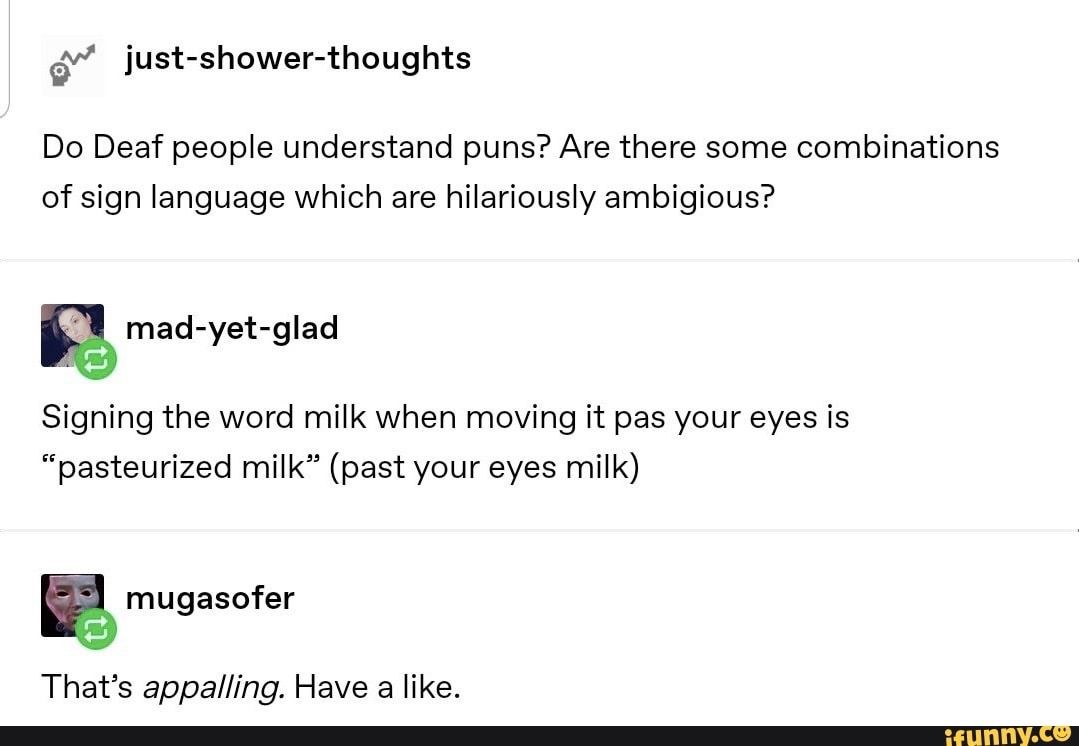 just-shower-thoughts
Do Deaf people understand puns? Are there some combinations
of sign language which are hilariously ambigious?
mad-yet-glad
Signing the word milk when moving it pas your eyes is
“pasteurized milk” (past your eyes milk)
mugasofer
That’s appalling. Have a like.
ifunny.co